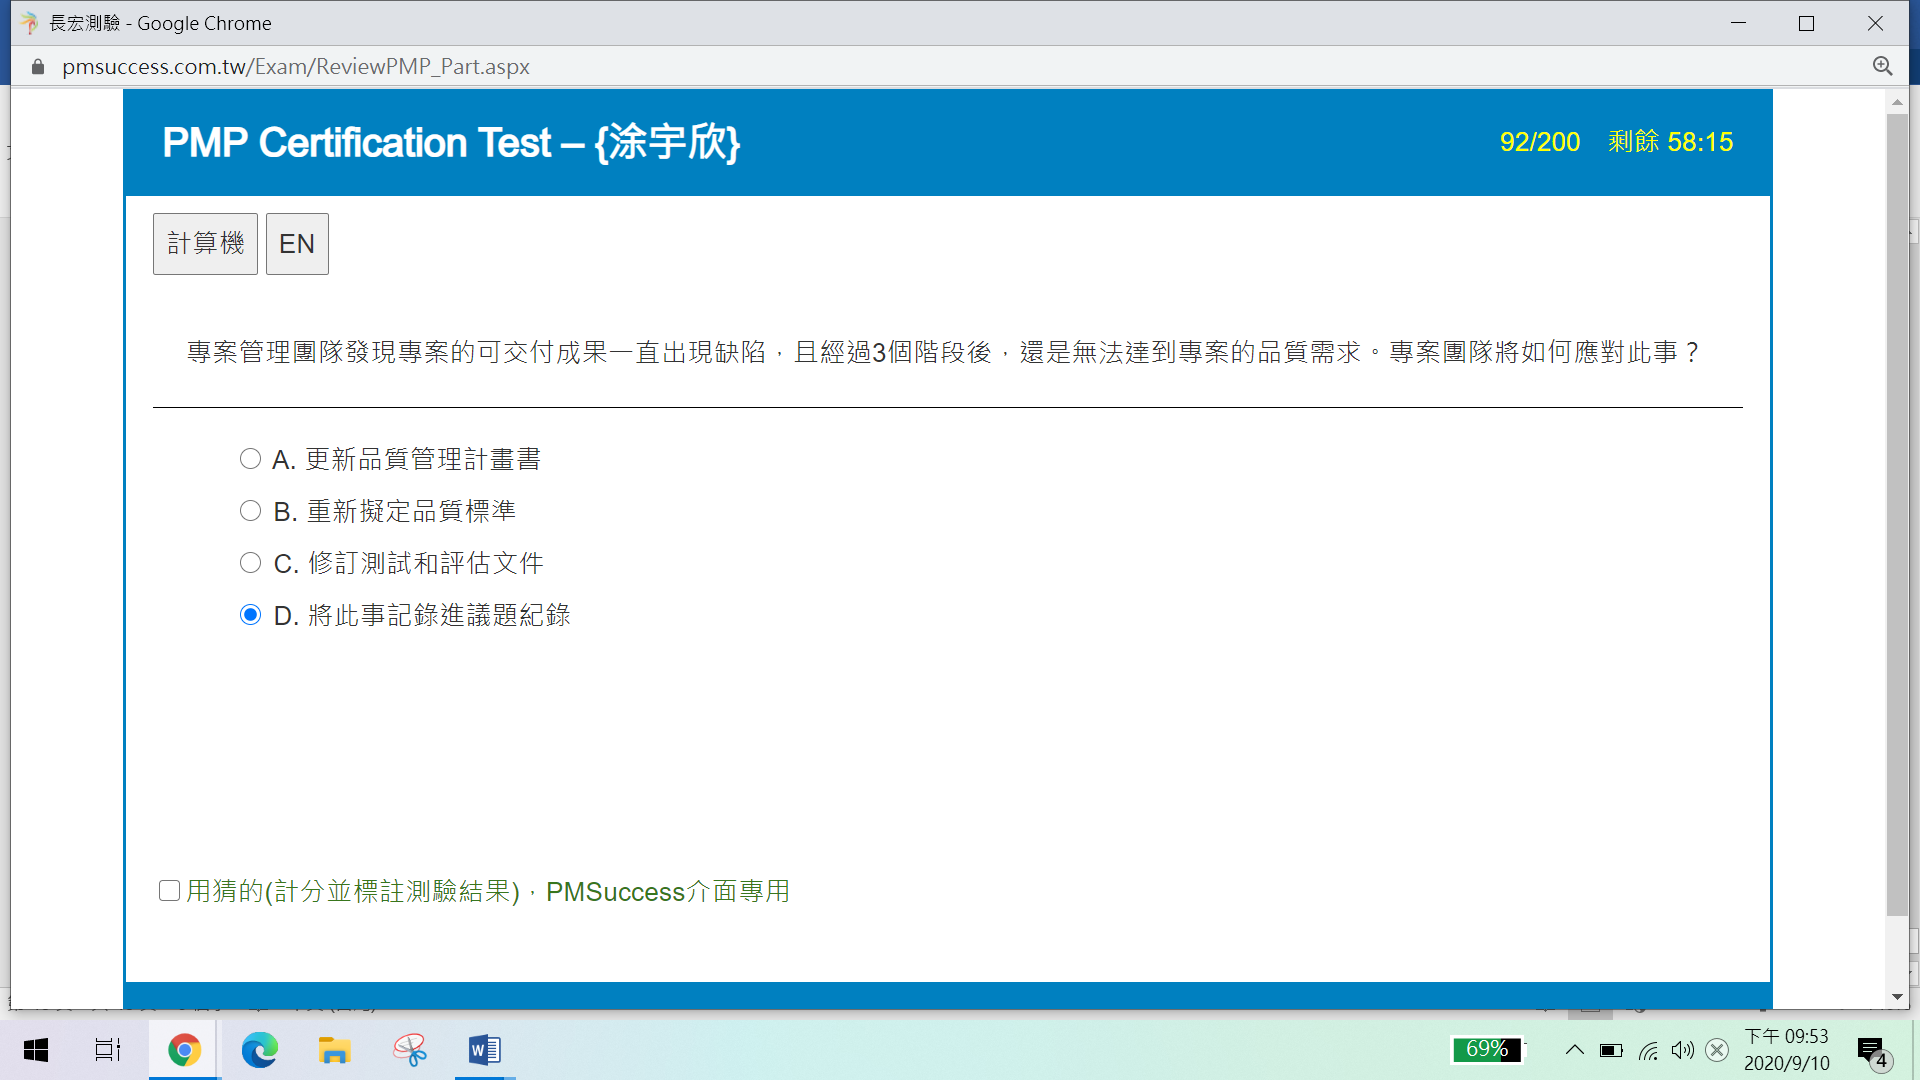 長宏測驗 - Google Chrome
pmsuccess.com.tw/Exam/ReviewPMP_Part.aspx
PMP Certification Test – {涂宇欣}
92/200 剩餘 58:15
計算機 EN
專案管理團隊發現專案的可交付成果一直出現缺陷，且經過3個階段後，還是無法達到專案的品質需求。專案團隊將如何應對此事？
A. 更新品質管理計畫書
B. 重新擬定品質標準
C. 修訂測試和評估文件
D. 將此事記錄進議題紀錄
用猜的(計分並標註測驗結果)，PMSuccess介面專用
69%
下午 09:53
2020/9/10
4